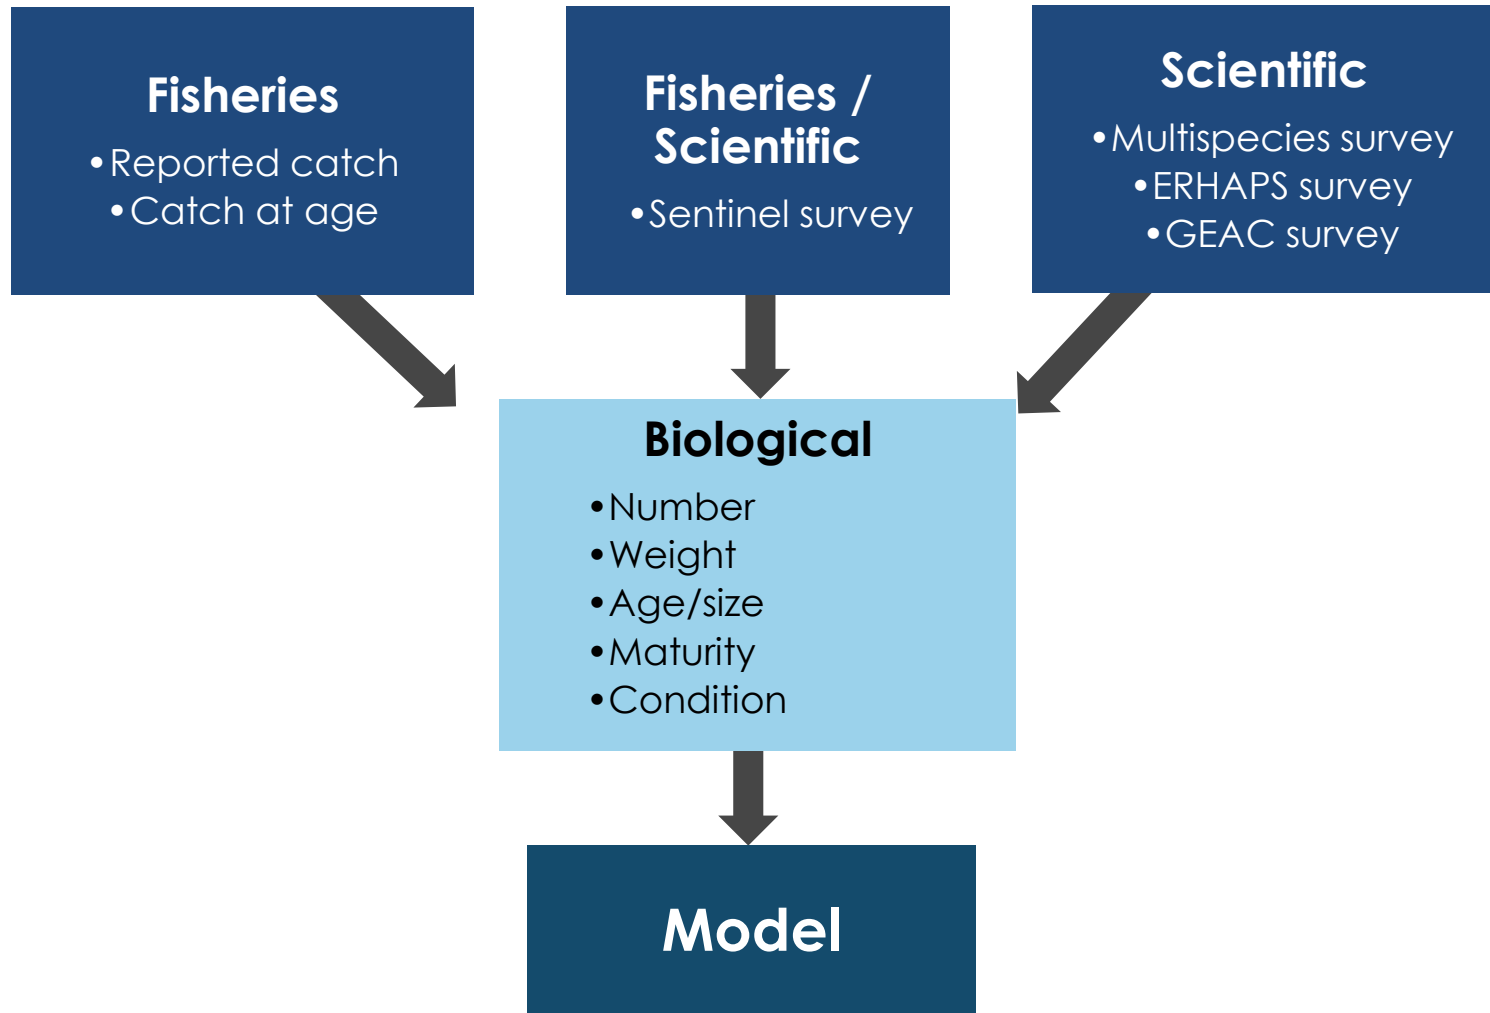 Fisheries
•Reported catch
•Catch at age
Fisheries /
Scientific
•Sentinel survey
Scientific
•Multispecies survey
•ERHAPS survey
•GEAC survey
Biological
•Number
•Weight
•Age/size
•Maturity
•Condition
Model